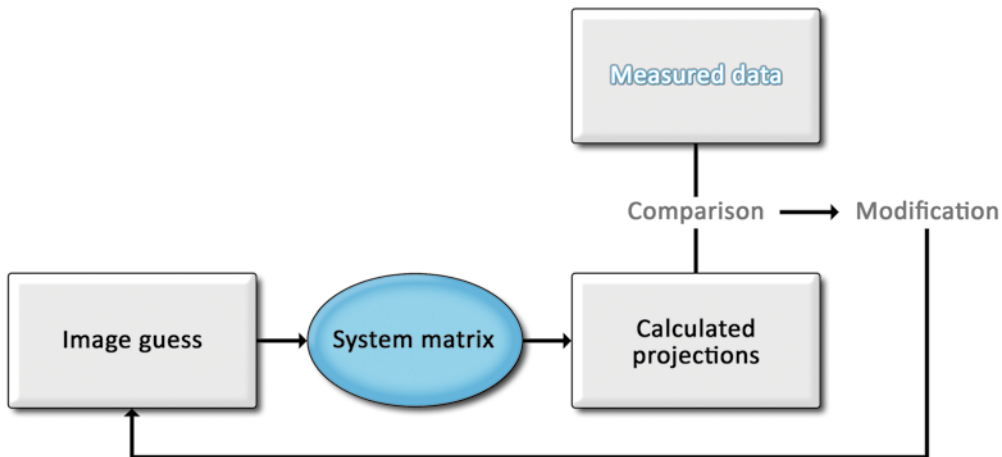 Measured data
Comparison
Modification
Image guess
System matrix
Calculated
projections